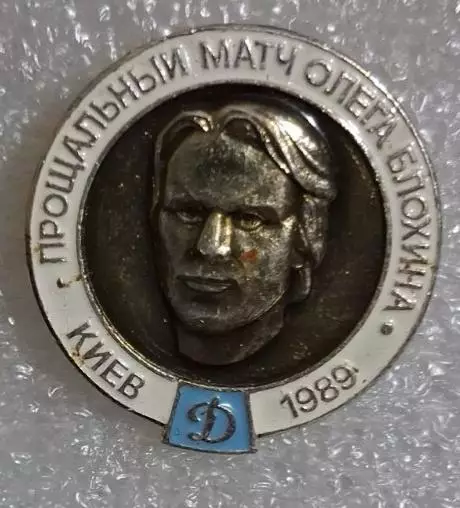 ПРОЩАЛЬНЫЙ МАТЧ ОЛЕГА БЛОХИНА
КИЕВ
Д
1989